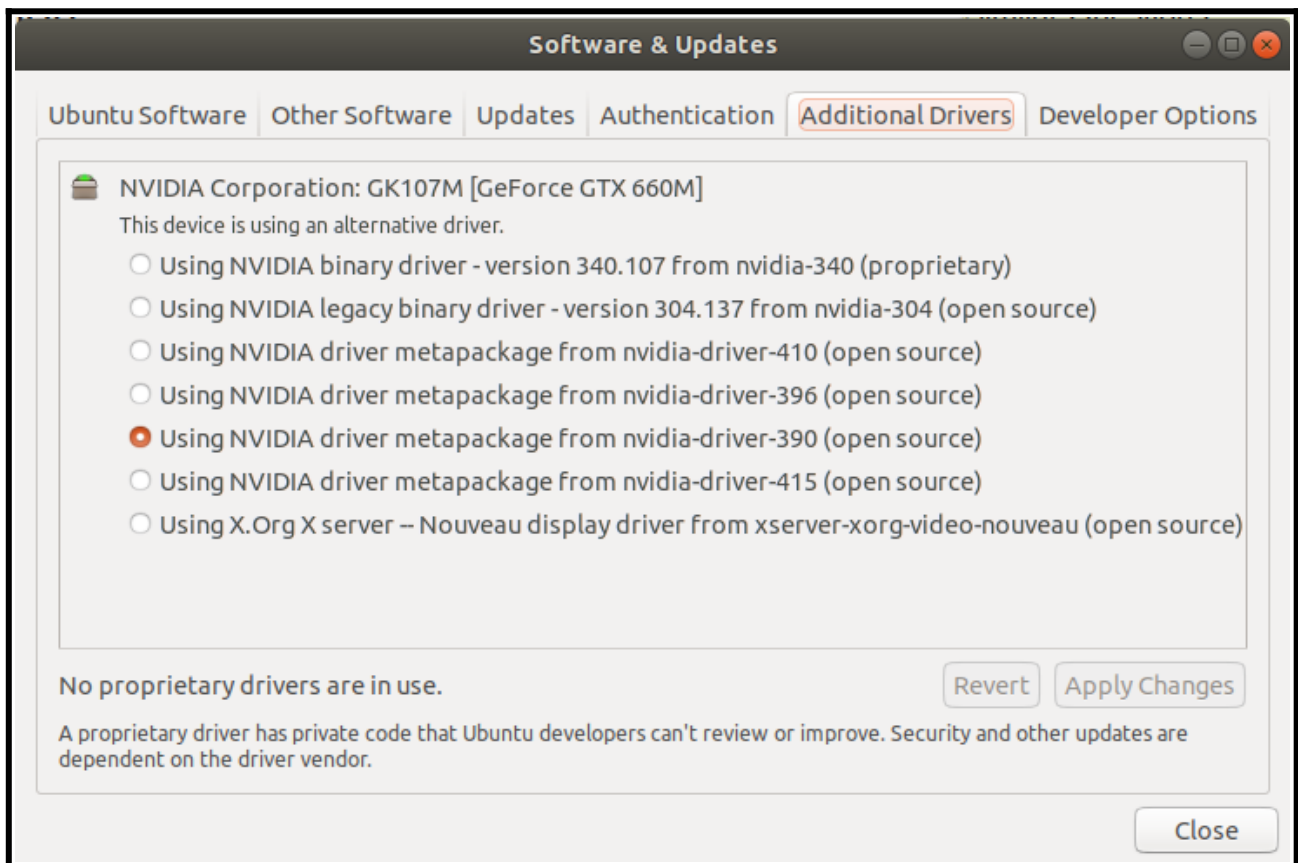 Software & Updates
Ubuntu Software Other Software Updates Authentication Additional Drivers Developer Options
NVIDIA Corporation: GK107M [GeForce GTX 660M]
This device is using an alternative driver.
Using NVIDIA binary driver - version 340.107 from nvidia-340 (proprietary)
Using NVIDIA legacy binary driver - version 304.137 from nvidia-304 (open source)
Using NVIDIA driver metapackage from nvidia-driver-410 (open source)
Using NVIDIA driver metapackage from nvidia-driver-396 (open source)
Using NVIDIA driver metapackage from nvidia-driver-390 (open source)
Using NVIDIA driver metapackage from nvidia-driver-415 (open source)
Using X.Org X server -- Nouveau display driver from xserver-xorg-video-nouveau (open source)
No proprietary drivers are in use. Revert Apply Changes
A proprietary driver has private code that Ubuntu developers can't review or improve. Security and other updates are
dependent on the driver vendor.
Close